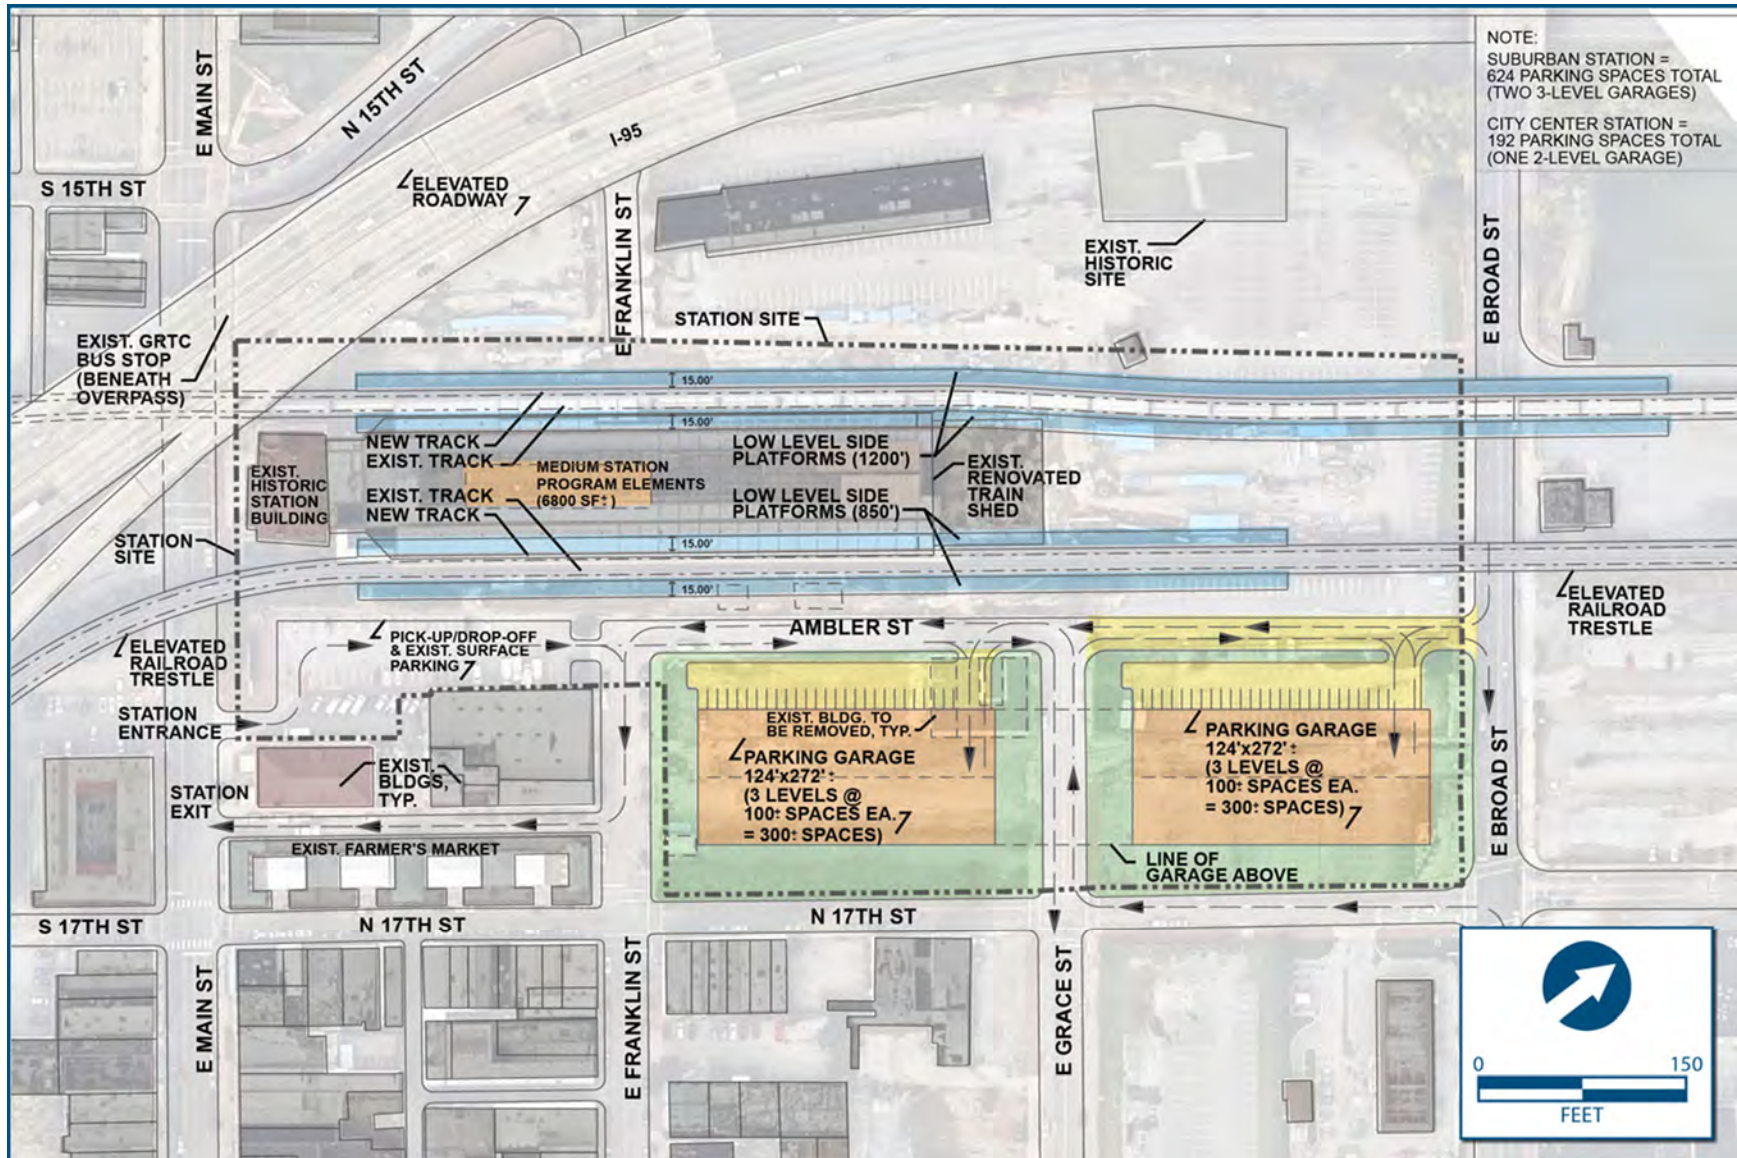 NOTE:
SUBURBAN STATION =
624 PARKING SPACES TOTAL
(TWO 3-LEVEL GARAGES)
CITY CENTER STATION =
192 PARKING SPACES TOTAL
(ONE 2-LEVEL GARAGE)
E MAIN ST
N 15TH ST
I-95
S 15TH ST
ELEVATED
ROADWAY
E FRANKLIN ST
EXIST.
HISTORIC
SITE
E BROAD ST
STATION SITE
EXIST. GRTC
BUS STOP
(BENEATH
OVERPASS)
15.00'
15.00'
NEW TRACK
EXIST. TRACK
LOW LEVEL SIDE
PLATFORMS (1200')
EXIST.
RENOVATED
TRAIN
SHED
EXIST.
HISTORIC
STATION
BUILDING
MEDIUM STATION
PROGRAM ELEMENTS
(6800 SF±)
EXIST. TRACK
NEW TRACK
LOW LEVEL SIDE
PLATFORMS (850')
STATION
SITE
15.00'
15.00'
ELEVATED
RAILROAD
TRESTLE
AMBLER ST
ELEVATED
RAILROAD
TRESTLE
PICK-UP/DROP-OFF
& EXIST. SURFACE
PARKING
STATION
ENTRANCE
EXIST. BLDG. TO
BE REMOVED, TYP.
PARKING GARAGE
124'x272'±
(3 LEVELS @
100± SPACES EA.
= 300± SPACES)
PARKING GARAGE
124'x272'±
(3 LEVELS @
100± SPACES EA.
= 300± SPACES)
E BROAD ST
EXIST.
BLDGS,
TYP.
STATION
EXIT
EXIST. FARMER'S MARKET
LINE OF
GARAGE ABOVE
S 17TH ST
N 17TH ST
N 17TH ST
E MAIN ST
E FRANKLIN ST
E GRACE ST
0
150
FEET